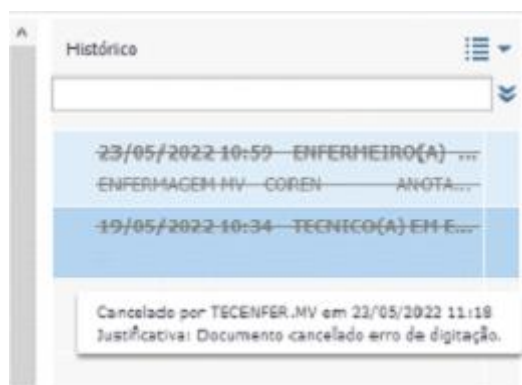 Histórico
23/05/2022 10:59 ENFERMEIRO(A) ...
ENFERMAGEM MV COREN ANOTA...
19/05/2022 10:34 TECNICO(A) EM E...
Cancelado por TECENFER.MV em 23/05/2022 11:18
Justificativa: Documento cancelado erro de digitação.